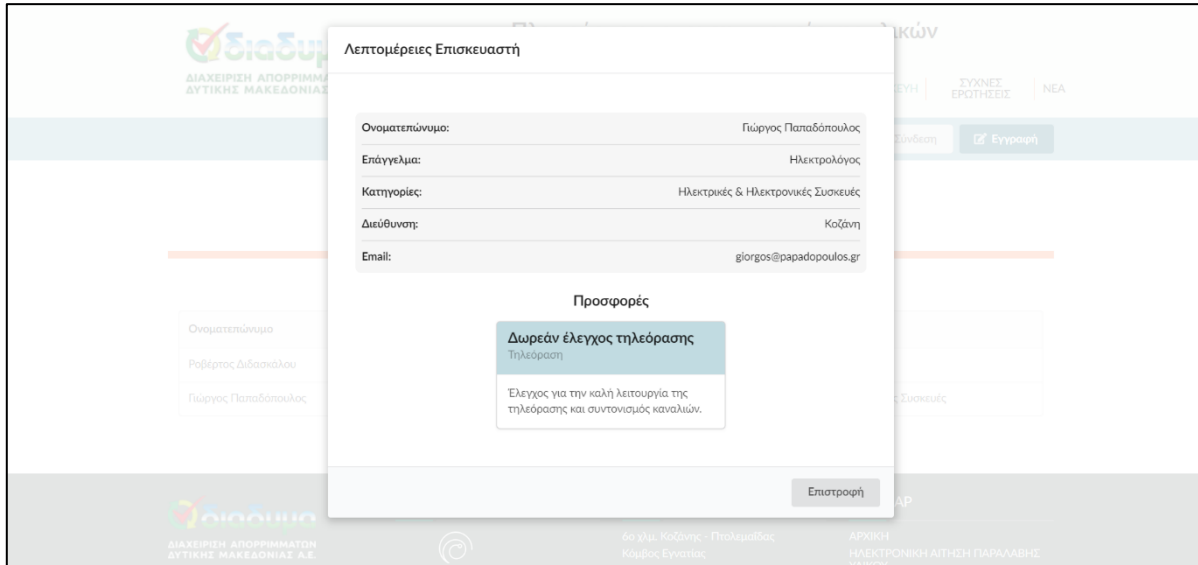 διαδυμ
ΔΙΑΧΕΙΡΙΣΗ ΑΠΟΡΡΙΜΜΑ
ΔΥΤΙΚΗΣ ΜΑΚΕΔΟΝΙΑΣ
ΣΥΧΝΕΣ
ΕΡΩΤΗΣΕΙΣ
ΝΕΑ
Σύνδεση
Εγγραφή
Λεπτομέρειες Επισκευαστή
Ονοματεπώνυμο: Γιώργος Παπαδόπουλος
Επάγγελμα: Ηλεκτρολόγος
Κατηγορίες: Ηλεκτρικές & Ηλεκτρονικές Συσκευές
Διεύθυνση: Κοζάνη
Email: giorgos@papadopoulos.gr
Προσφορές
Δωρεάν έλεγχος τηλεόρασης
Τηλεόραση
Έλεγχος για την καλή λειτουργία της
τηλεόρασης και συντονισμός καναλιών.
Επιστροφή
Ονοματεπώνυμο
Ροβέρτος Διδασκάλου
Γιώργος Παπαδόπουλος
Συσκευές
διαδυμα
ΔΙΑΧΕΙΡΙΣΗ ΑΠΟΡΡΙΜΜΑΤΩΝ
ΔΥΤΙΚΗΣ ΜΑΚΕΔΟΝΙΑΣ Α.Ε.
6ο χλμ. Κοζάνης - Πτολεμαΐδας
Κόμβος Εγνατίας
ΑΡΧΙΚΗ
ΗΛΕΚΤΡΟΝΙΚΗ ΑΙΤΗΣΗ ΠΑΡΑΛΑΒΗΣ